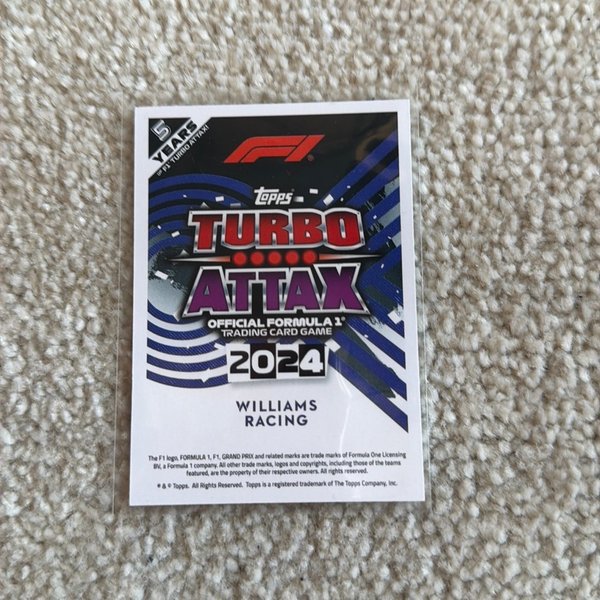 5
YEARS
OF F1 TURBO ATTAX!
F1®
Topps
TURBO
ATTAX
OFFICIAL FORMULA 1®
TRADING CARD GAME
2024
WILLIAMS
RACING
The F1 logo, FORMULA 1, F1, GRAND PRIX and related marks are trade marks of Formula One Licensing
BV, a Formula 1 company. All other trade marks, logos and copyrights, including those of the teams
featured, are the property of their respective owners. All rights reserved.
® & © Topps. All Rights Reserved. Topps is a registered trademark of The Topps Company, Inc.